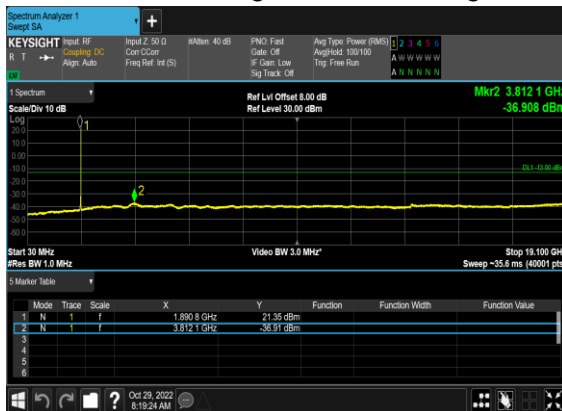 Spectrum Analyzer 1
Swept SA
KEYSIGHT Input: RF Input Z: 50 Ω #Atten: 40 dB PNO: Fast Avg Type: Power (RMS) 1 2 3 4 5 6
R T Coupling: DC Corr CCorr Gate: Off Avg|Hold: 100/100 A W W W W W
Align: Auto Freq Ref: Int (S) IF Gain: Low Trig: Free Run
Sig Track: Off A N N N N N
1 Spectrum Ref Lvl Offset 8.00 dB Mkr2 3.812 1 GHz
Scale/Div 10 dB Ref Level 30.00 dBm -36.908 dBm
Log
20.0 1
10.0
0.00
-10.0 DL1 -13.00 dBm
-20.0
-30.0 2
-40.0
-50.0
-60.0
Start 30 MHz Video BW 3.0 MHz* Stop 19.100 GHz
#Res BW 1.0 MHz Sweep ~35.6 ms (40001 pts)
5 Marker Table
Mode Trace Scale X Y Function Function Width Function Value
1 N 1 f 1.890 8 GHz 21.35 dBm
2 N 1 f 3.812 1 GHz -36.91 dBm
3
4
5
6
? Oct 29, 2022
8:19:24 AM